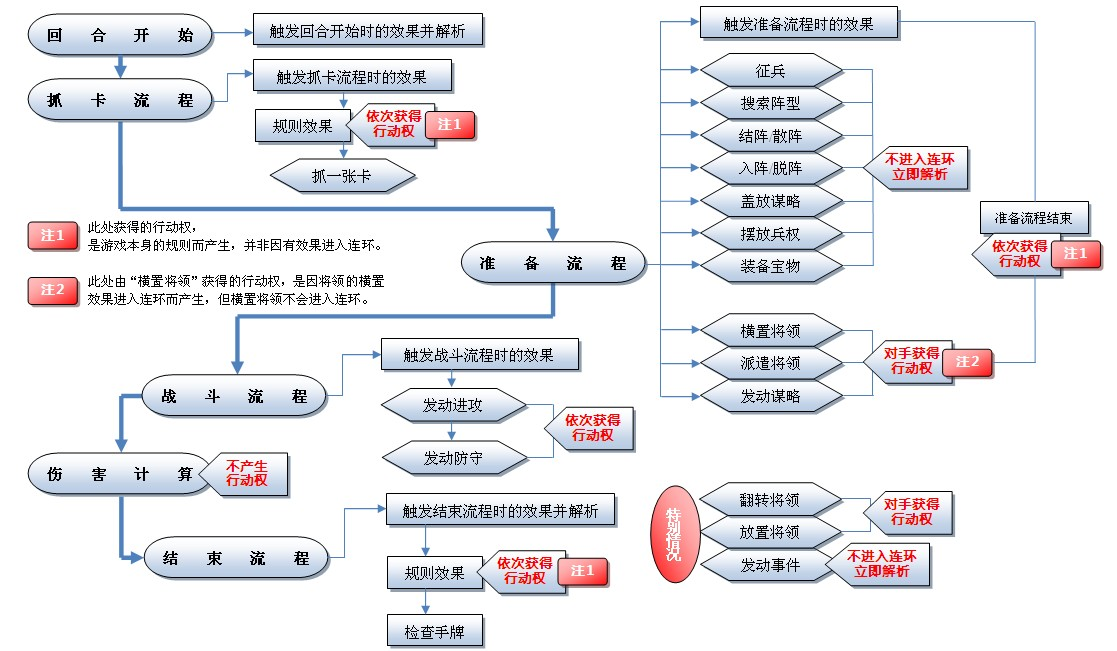 回合开始
触发回合开始时的效果并解析
抓卡流程
触发抓卡流程时的效果
规则效果
依次获得
行动权
注1
抓一张卡
注1
此处获得的行动权,
是游戏本身的规则而产生，并非因有效果进入连环。
注2
此处由“横置将领”获得的行动权，是因将领的横置
效果进入连环而产生，但横置将领不会进入连环。
准备流程
触发准备流程时的效果
征兵
搜索阵型
结阵/散阵
入阵/脱阵
盖放谋略
摆放兵权
装备宝物
不进入连环
立即解析
横置将领
派遣将领
发动谋略
对手获得
行动权
注2
准备流程结束
依次获得
行动权
注1
战斗流程
触发战斗流程时的效果
发动进攻
发动防守
依次获得
行动权
伤害计算
不产生
行动权
结束流程
触发结束流程时的效果并解析
规则效果
依次获得
行动权
注1
检查手牌
特别性情况
翻转将领
放置将领
发动事件
对手获得
行动权
不进入连环
立即解析